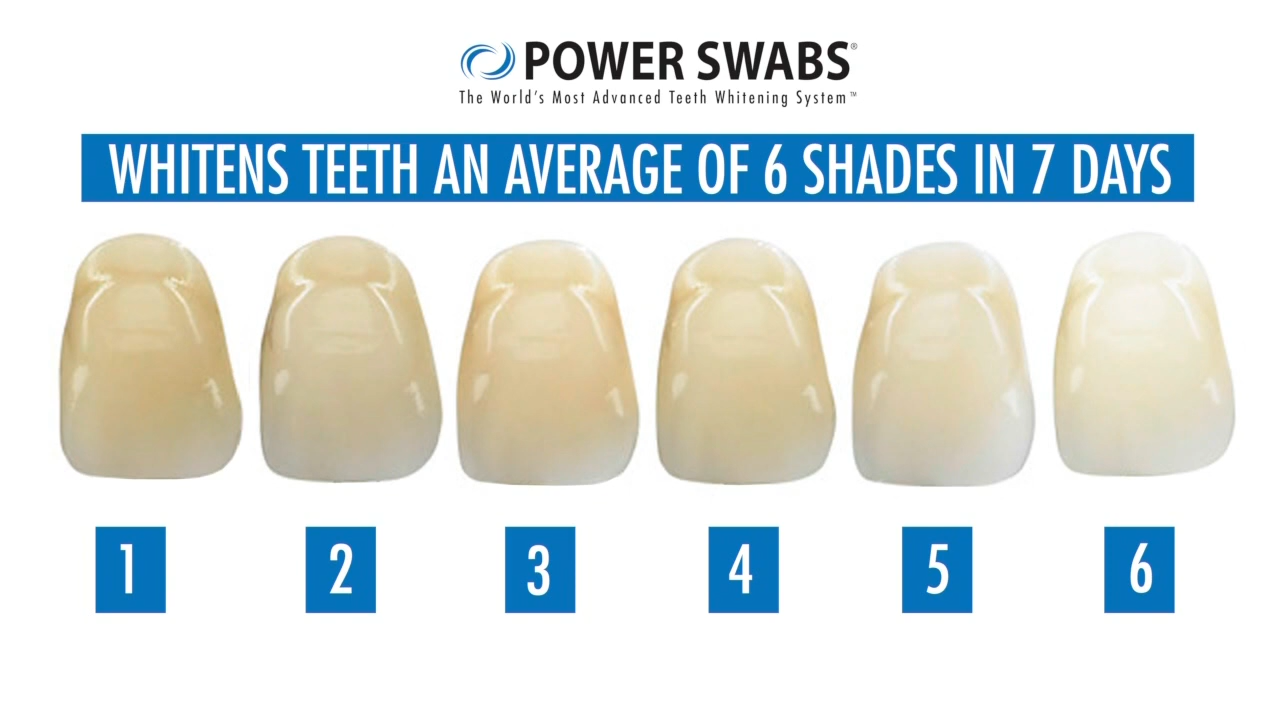 POWER SWABS®
The World's Most Advanced Teeth Whitening System™
WHITENS TEETH AN AVERAGE OF 6 SHADES IN 7 DAYS
1 2 3 4 5 6